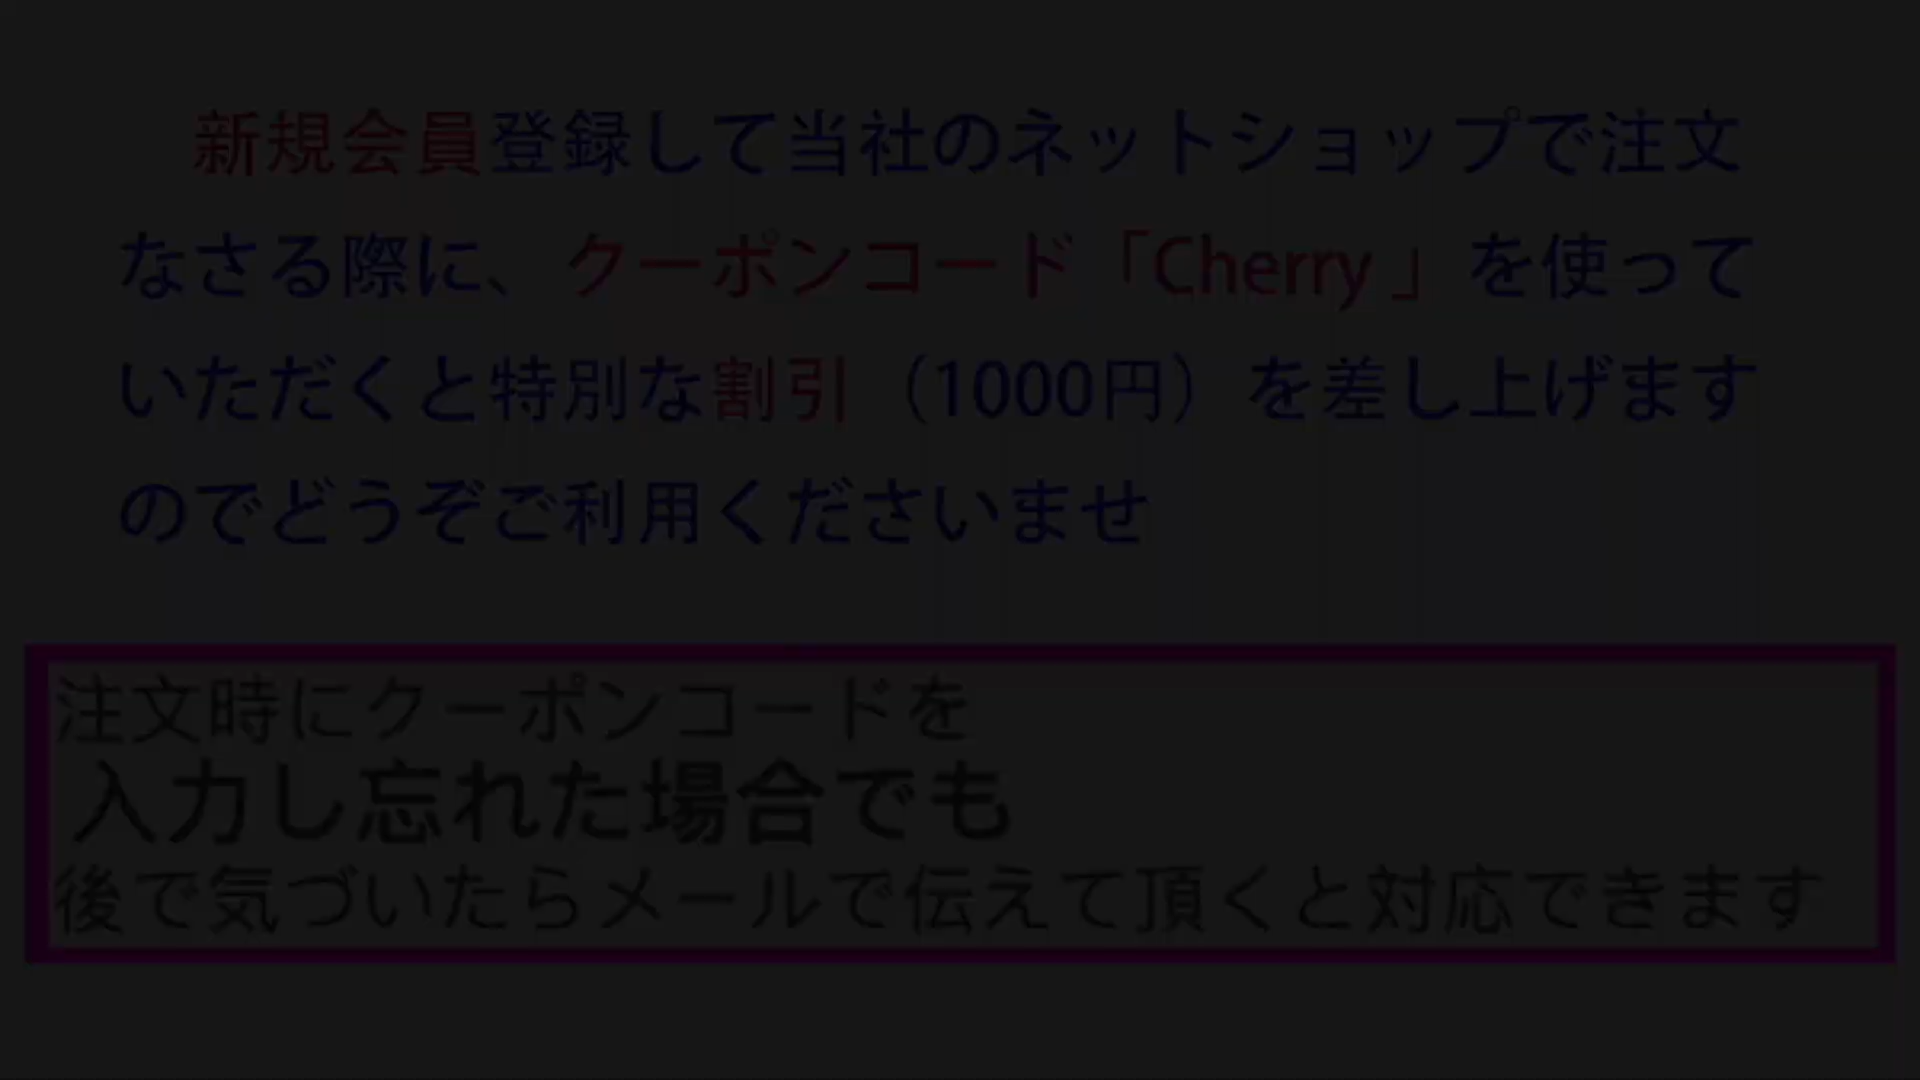 新規会員登録して当社のネットショップで注文
なさる際に、クーポンコード「Cherry」を使って
いただくと特別な割引（1000円）を差し上げます
のでどうぞご利用くださいませ
注文時にクーポンコードを
入力し忘れた場合でも
後で気づいたらメールで伝えて頂くと対応できます